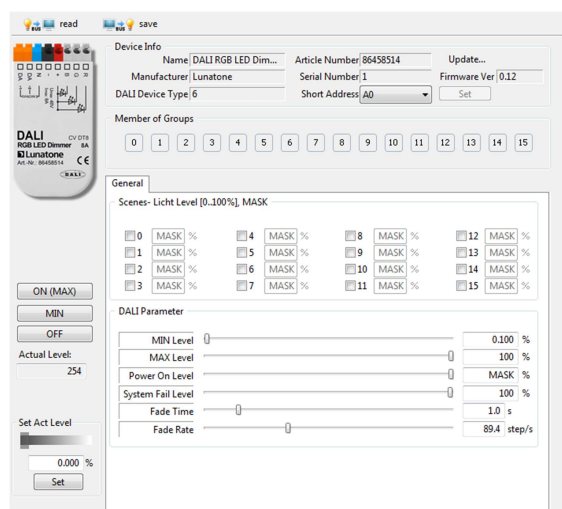 read save
Device Info
Name DALI RGB LED Dim... Article Number 86458514 Update...
Manufacturer Lunatone Serial Number 1 Firmware Ver 0.12
DALI Device Type 6 Short Address A0 Set
Member of Groups
0 1 2 3 4 5 6 7 8 9 10 11 12 13 14 15
DALI CV DT8
RGB LED Dimmer 8A
Lunatone
Art.-Nr.: 86458514 CE
DALI
General
Scenes- Licht Level [0..100%], MASK
0 MASK % 4 MASK % 8 MASK % 12 MASK %
1 MASK % 5 MASK % 9 MASK % 13 MASK %
2 MASK % 6 MASK % 10 MASK % 14 MASK %
3 MASK % 7 MASK % 11 MASK % 15 MASK %
ON (MAX)
MIN
OFF
Actual Level:
254
DALI Parameter
MIN Level 0.100 %
MAX Level 100 %
Power On Level MASK %
System Fail Level 100 %
Fade Time 1.0 s
Fade Rate 89.4 step/s
Set Act Level
0.000 %
Set